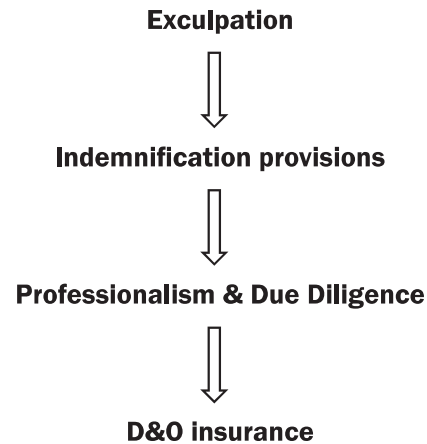 Exculpation
Indemnification provisions
Professionalism & Due Diligence
D&O insurance